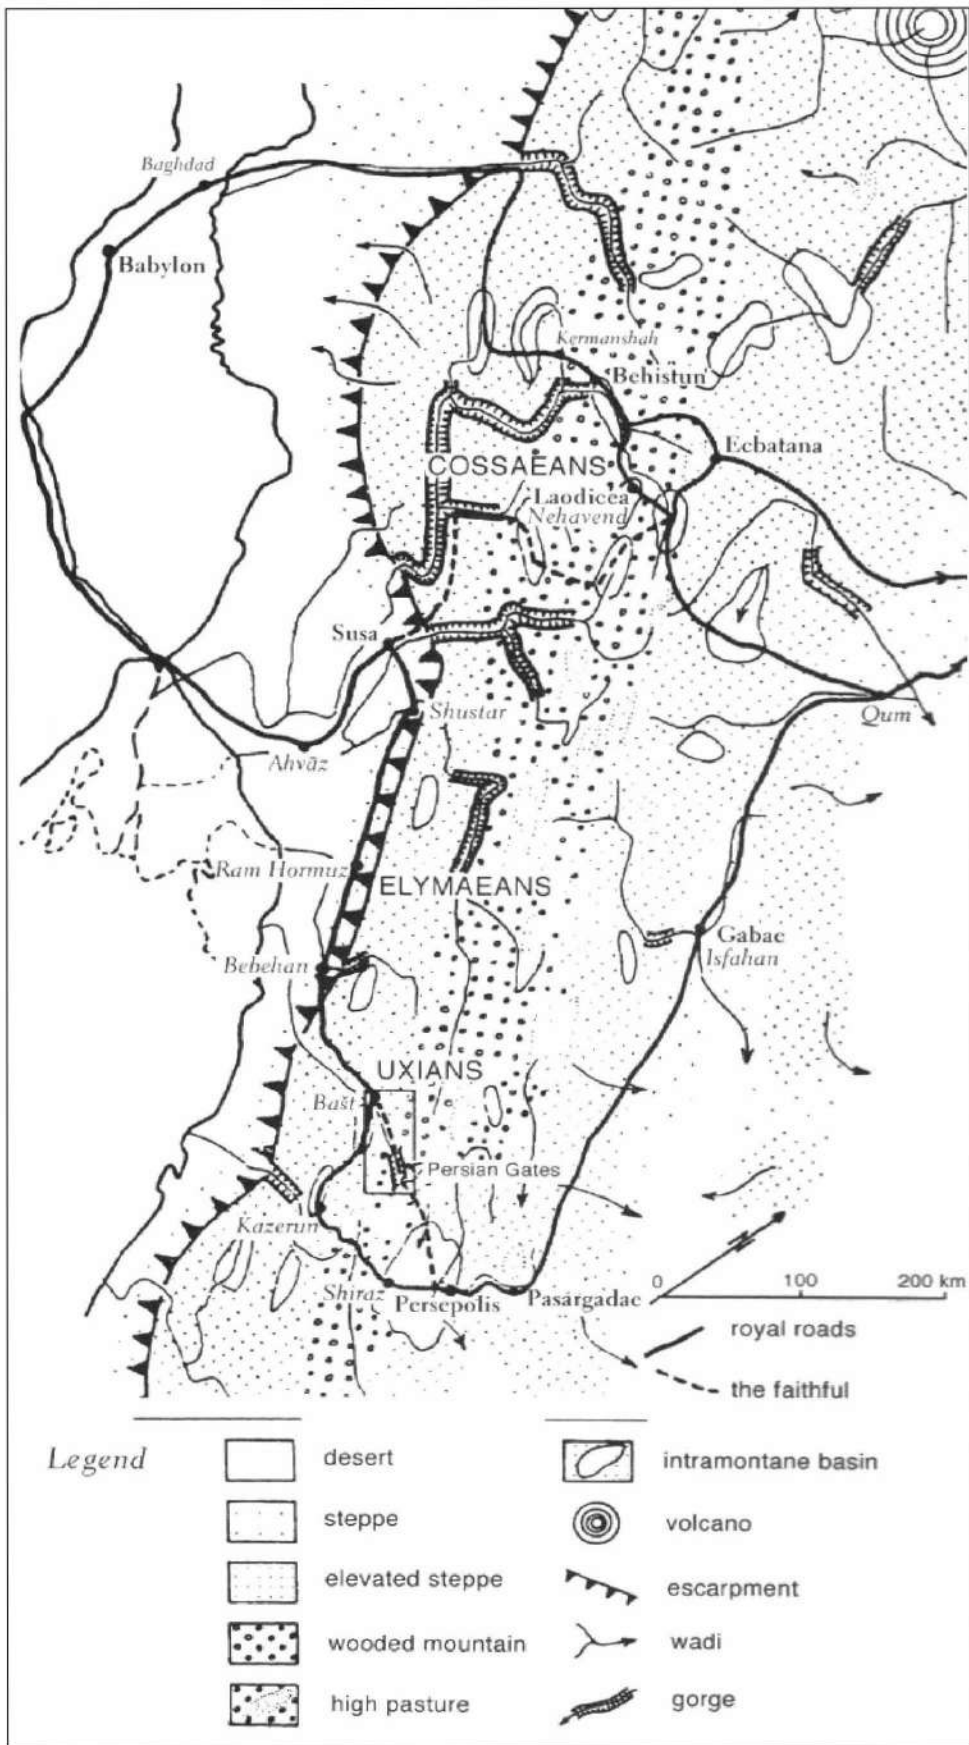 Baghdad
Babylon
Kermanshah
Behistun
Ecbatana
COSSAEANS
Laodicea
Nehavend
Susa
Shustar
Qum
Ahvāz
Ram Hormuz
ELYMAEANS
Gabae
Isfahan
Bebehan
UXIANS
Bašt
Persian Gates
Kazerun
Shiraz
Persepolis
Pasargadae
0 100 200 km
royal roads
the faithful
Legend
desert
steppe
elevated steppe
wooded mountain
high pasture
intramontane basin
volcano
escarpment
wadi
gorge